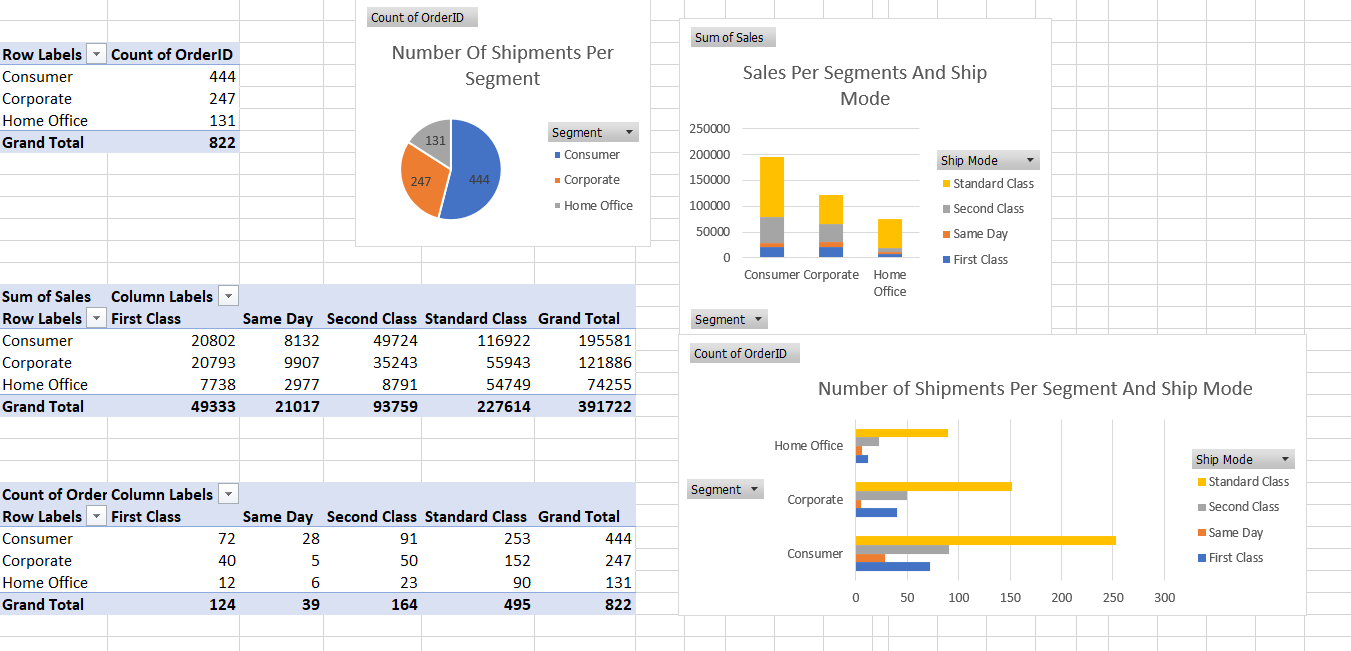 Row Labels Count of OrderID
Consumer 444
Corporate 247
Home Office 131
Grand Total 822
Count of OrderID
Number Of Shipments Per
Segment
131
247
444
Segment
Consumer
Corporate
Home Office
Sum of Sales
Sales Per Segments And Ship
Mode
250000
200000
150000
100000
50000
0
Consumer Corporate Home
Office
Ship Mode
Standard Class
Second Class
Same Day
First Class
Segment
Sum of Sales Column Labels
Row Labels First Class Same Day Second Class Standard Class Grand Total
Consumer 20802 8132 49724 116922 195581
Corporate 20793 9907 35243 55943 121886
Home Office 7738 2977 8791 54749 74255
Grand Total 49333 21017 93759 227614 391722
Count of Order Column Labels
Row Labels First Class Same Day Second Class Standard Class Grand Total
Consumer 72 28 91 253 444
Corporate 40 5 50 152 247
Home Office 12 6 23 90 131
Grand Total 124 39 164 495 822
Count of OrderID
Number of Shipments Per Segment And Ship Mode
Segment
Home Office
Corporate
Consumer
0 50 100 150 200 250 300
Ship Mode
Standard Class
Second Class
Same Day
First Class